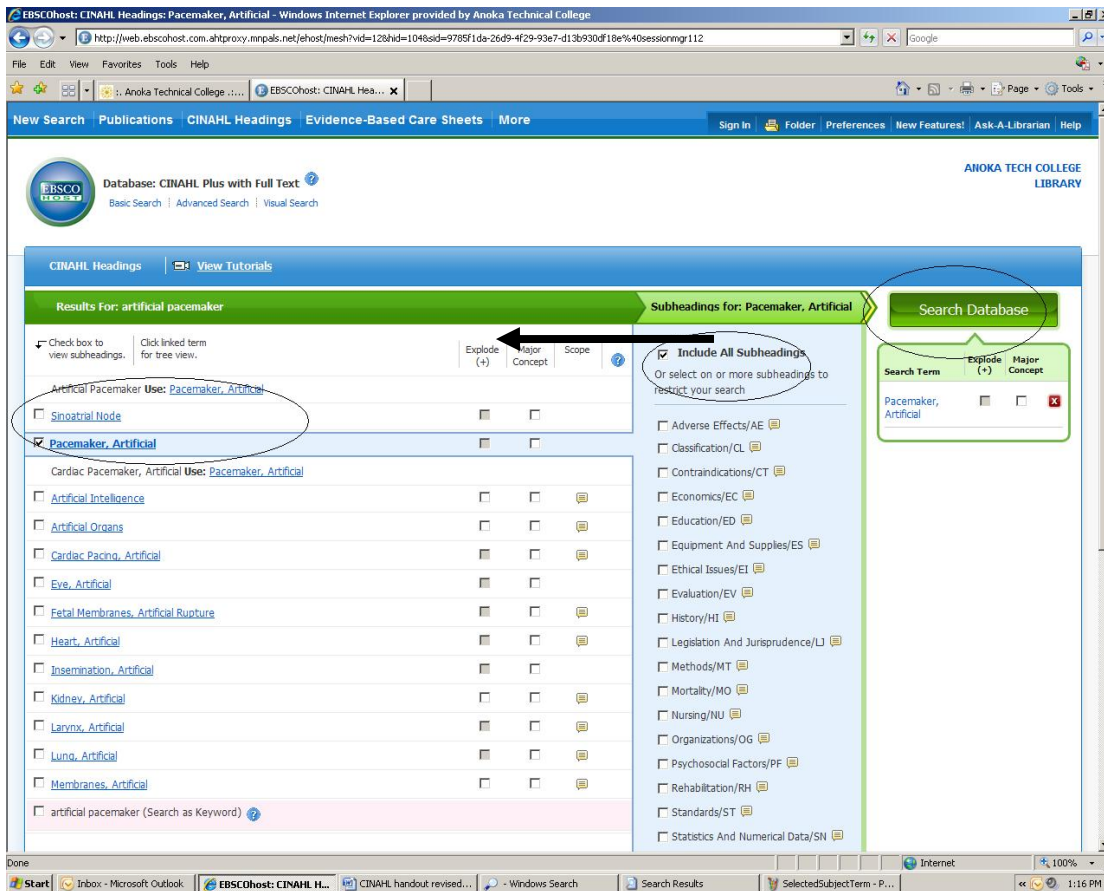 EBSCOhost: CINAHL Headings: Pacemaker, Artificial - Windows Internet Explorer provided by Anoka Technical College
http://web.ebscohost.com.ahtproxy.mnpals.net/ehost/mesh?vid=12&hid=104&sid=9785f1da-26d9-4f29-93e7-d13b930df18e%40sessionmgr112
Google
File Edit View Favorites Tools Help
:. Anoka Technical College .:...
EBSCOhost: CINAHL Hea...
Page Tools
New Search Publications CINAHL Headings Evidence-Based Care Sheets More
Sign In Folder Preferences New Features! Ask-A-Librarian Help
EBSCO
HOST
Database: CINAHL Plus with Full Text
Basic Search Advanced Search Visual Search
ANOKA TECH COLLEGE
LIBRARY
CINAHL Headings View Tutorials
Results For: artificial pacemaker
Check box to
view subheadings.
Click linked term
for tree view.
Explode
(+)
Major
Concept
Scope
Artificial Pacemaker Use: Pacemaker, Artificial
Sinoatrial Node
Pacemaker, Artificial
Cardiac Pacemaker, Artificial Use: Pacemaker, Artificial
Artificial Intelligence
Artificial Organs
Cardiac Pacing, Artificial
Eye, Artificial
Fetal Membranes, Artificial Rupture
Heart, Artificial
Insemination, Artificial
Kidney, Artificial
Larynx, Artificial
Lung, Artificial
Membranes, Artificial
artificial pacemaker (Search as Keyword)
Subheadings for: Pacemaker, Artificial
Include All Subheadings
Or select on or more subheadings to
restrict your search
Adverse Effects/AE
Classification/CL
Contraindications/CT
Economics/EC
Education/ED
Equipment And Supplies/ES
Ethical Issues/EI
Evaluation/EV
History/HI
Legislation And Jurisprudence/LJ
Methods/MT
Mortality/MO
Nursing/NU
Organizations/OG
Psychosocial Factors/PF
Rehabilitation/RH
Standards/ST
Statistics And Numerical Data/SN
Search Database
Search Term
Explode
(+)
Major
Concept
Pacemaker,
Artificial
Done
Internet
100%
Start
Inbox - Microsoft Outlook
EBSCOhost: CINAHL H...
CINAHL handout revised...
- Windows Search
Search Results
SelectedSubjectTerm - P...
1:16 PM